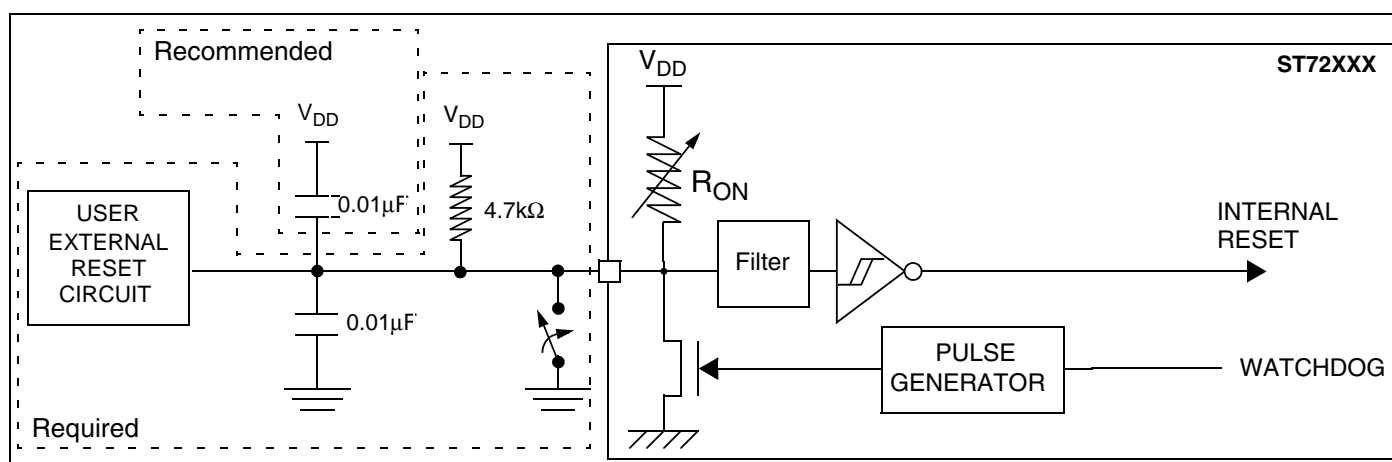 Recommended
VDD
ST72XXX
VDD
VDD
0.01µF
4.7kΩ
RON
USER
EXTERNAL
RESET
CIRCUIT
INTERNAL
RESET
Filter
0.01µF
PULSE
GENERATOR
WATCHDOG
Required